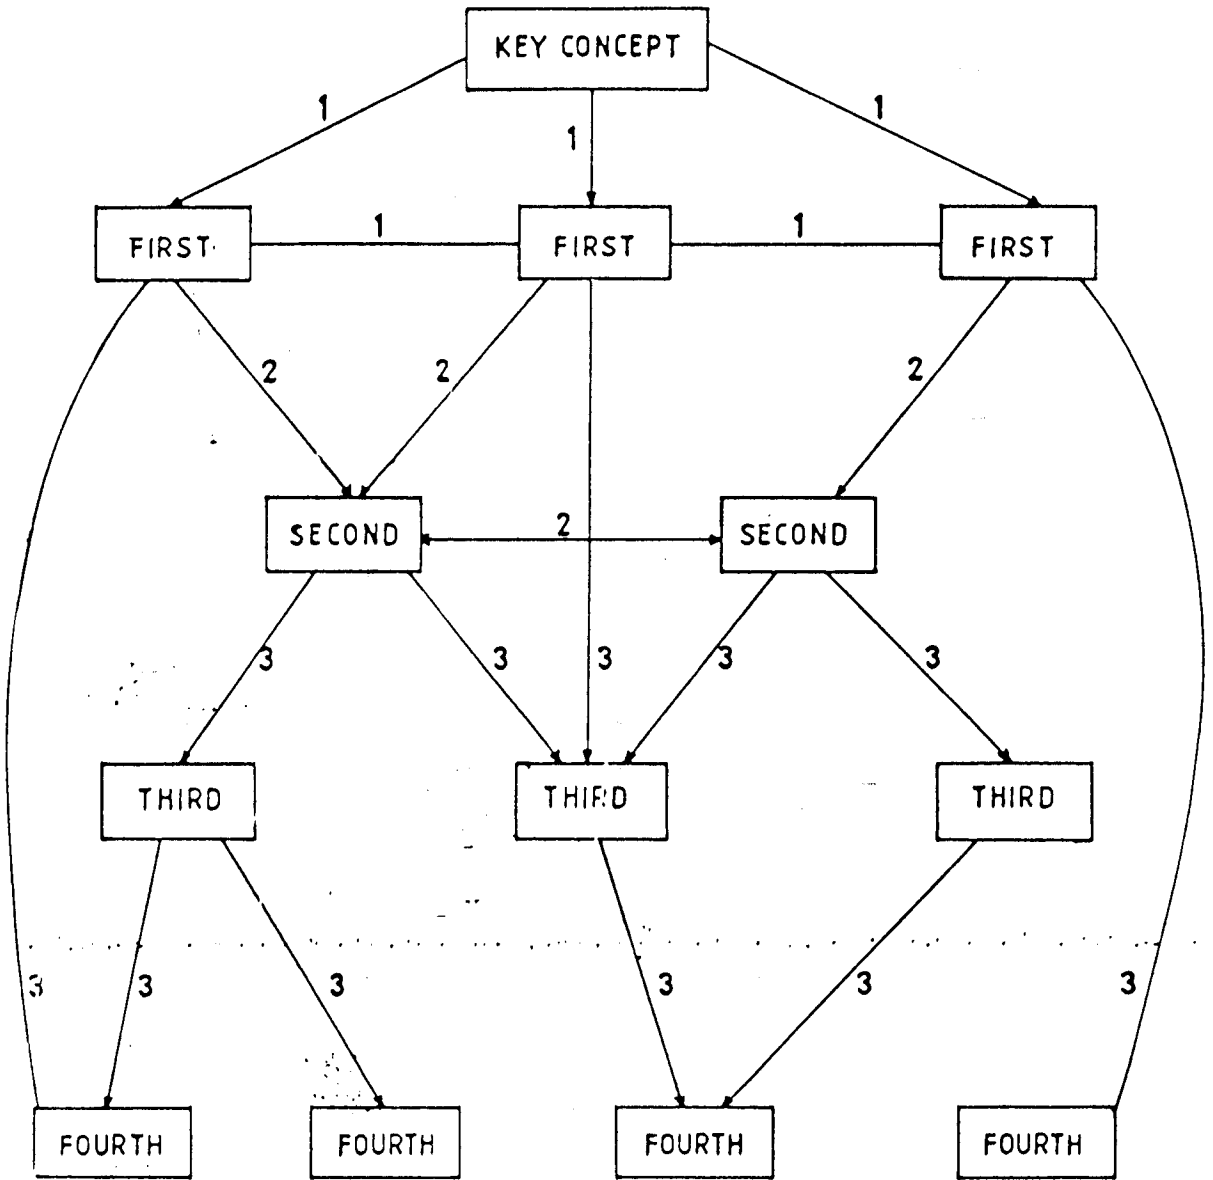 KEY CONCEPT
1 1 1
FIRST 1 FIRST 1 FIRST
2 2 2
SECOND 2 SECOND
3 3 3 3 3
THIRD THIRD THIRD
3 3 3 3 3 3
FOURTH FOURTH FOURTH FOURTH